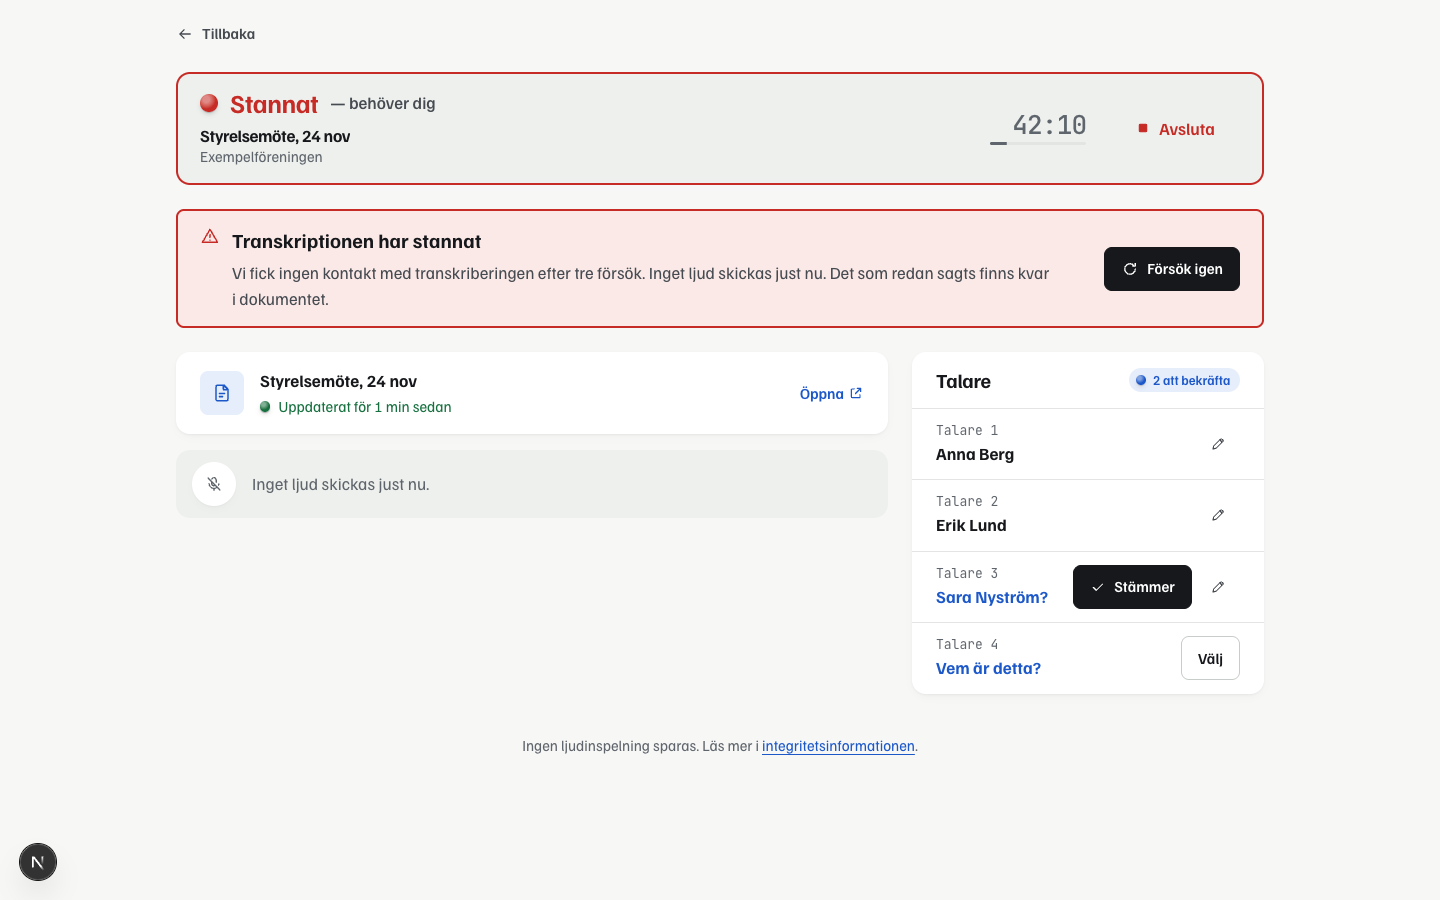 Tillbaka
Stannat — behöver dig
Styrelsemöte, 24 nov
Exempelföreningen
42:10
Avsluta
Transkriptionen har stannat
Vi fick ingen kontakt med transkriberingen efter tre försök. Inget ljud skickas just nu. Det som redan sagts finns kvar
i dokumentet.
Försök igen
Styrelsemöte, 24 nov
Uppdaterat för 1 min sedan
Öppna
Inget ljud skickas just nu.
Talare
2 att bekräfta
Talare 1
Anna Berg
Talare 2
Erik Lund
Talare 3
Sara Nyström?
Stämmer
Talare 4
Vem är detta?
Välj
Ingen ljudinspelning sparas. Läs mer i integritetsinformationen.
N